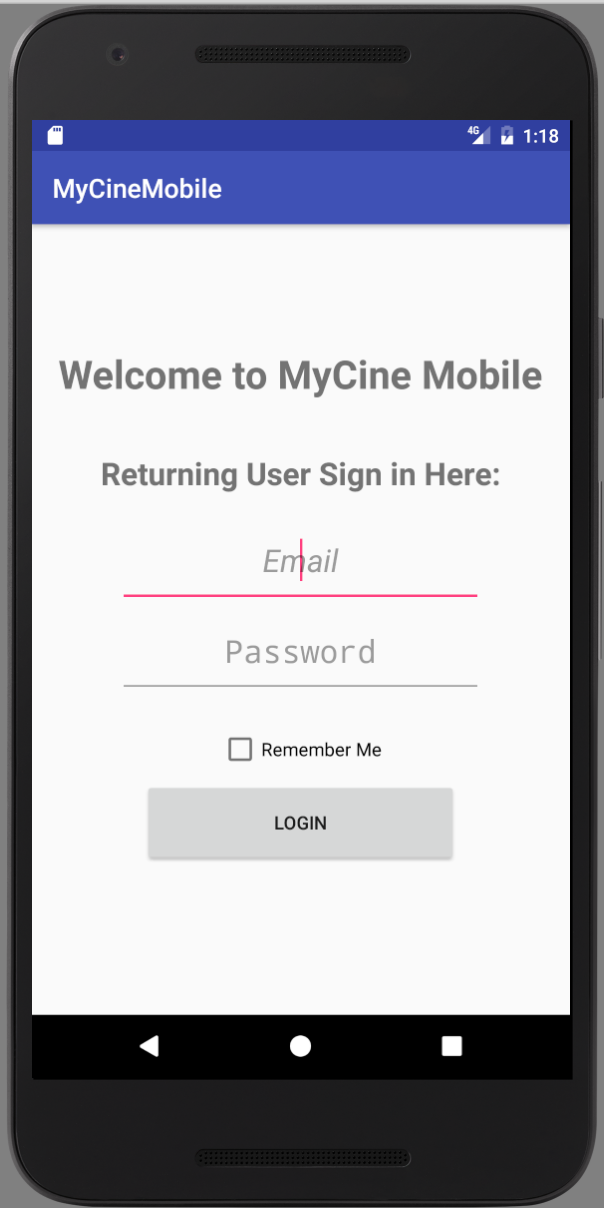 4G 1:18
MyCineMobile
Welcome to MyCine Mobile
Returning User Sign in Here:
Email
Password
Remember Me
LOGIN